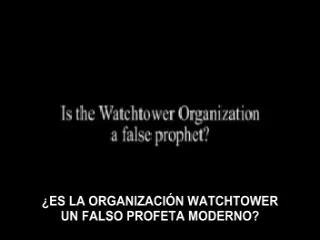 Is the Watchtower Organization
a false prophet?
¿ES LA ORGANIZACIÓN WATCHTOWER
UN FALSO PROFETA MODERNO?